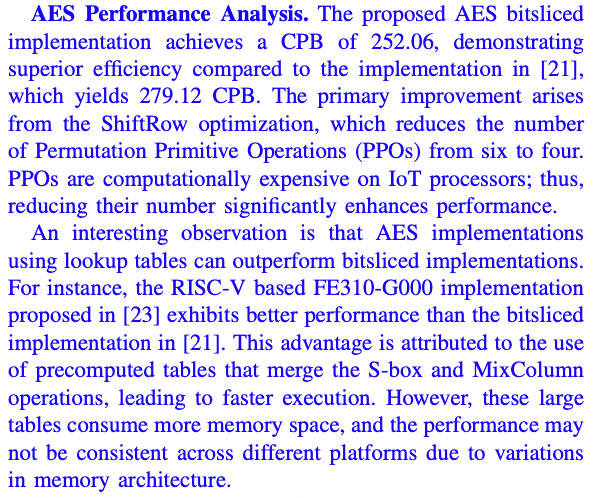 AES Performance Analysis. The proposed AES bitsliced
implementation achieves a CPB of 252.06, demonstrating
superior efficiency compared to the implementation in [21],
which yields 279.12 CPB. The primary improvement arises
from the ShiftRow optimization, which reduces the number
of Permutation Primitive Operations (PPOs) from six to four.
PPOs are computationally expensive on IoT processors; thus,
reducing their number significantly enhances performance.
An interesting observation is that AES implementations
using lookup tables can outperform bitsliced implementations.
For instance, the RISC-V based FE310-G000 implementation
proposed in [23] exhibits better performance than the bitsliced
implementation in [21]. This advantage is attributed to the use
of precomputed tables that merge the S-box and MixColumn
operations, leading to faster execution. However, these large
tables consume more memory space, and the performance may
not be consistent across different platforms due to variations
in memory architecture.